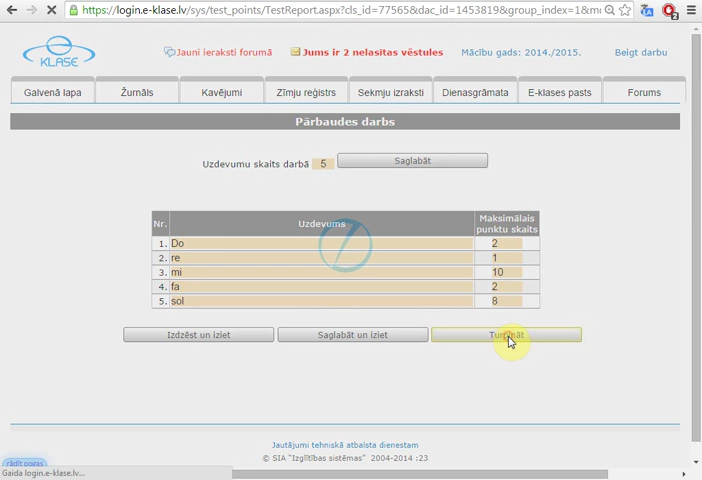 https://login.e-klase.lv/sys/test_points/TestReport.aspx?cls_id=77565&dac_id=1453819&group_index=1&mo
KLASE
Jauni ieraksti forumā
Jums ir 2 nelasītas vēstules
Mācību gads: 2014./2015.
Beigt darbu
Galvenā lapa
Žurnāls
Kavējumi
Zīmju reģistrs
Sekmju izraksti
Dienasgrāmata
E-klases pasts
Forums
Pārbaudes darbs
Uzdevumu skaits darbā 5 Saglabāt
Nr. Uzdevums Maksimālais punktu skaits
1. Do 2
2. re 1
3. mi 10
4. fa 2
5. sol 8
Izdzēst un iziet
Saglabāt un iziet
Jautājumi tehniskā atbalsta dienestam
© SIA "Izglītības sistēmas" 2004-2014 :23
rādīt pogas
Gaida login.e-klase.lv...
2